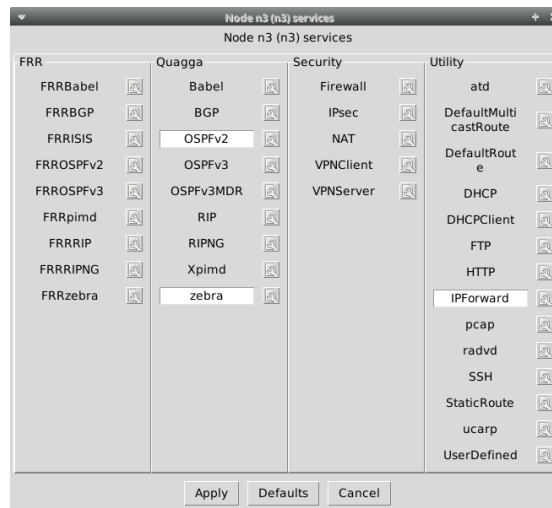 Node n3 (n3) services
Node n3 (n3) services
FRR
FRRBabel
FRRBGP
FRRISIS
FRROSPFv2
FRROSPFv3
FRRpimd
FRRRIP
FRRRIPNG
FRRzebra
Quagga
Babel
BGP
OSPFv2
OSPFv3
OSPFv3MDR
RIP
RIPNG
Xpimd
zebra
Security
Firewall
IPsec
NAT
VPNClient
VPNServer
Utility
atd
DefaultMulti
castRoute
DefaultRout
e
DHCP
DHCPClient
FTP
HTTP
IPForward
pcap
radvd
SSH
StaticRoute
ucarp
UserDefined
Apply Defaults Cancel